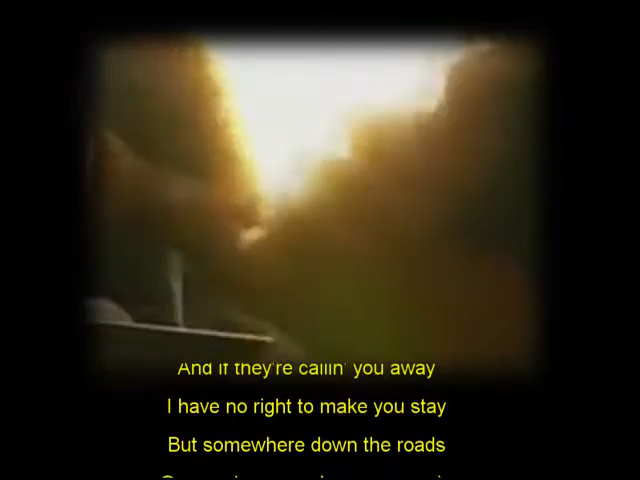 And if they're callin' you away
I have no right to make you stay
But somewhere down the roads